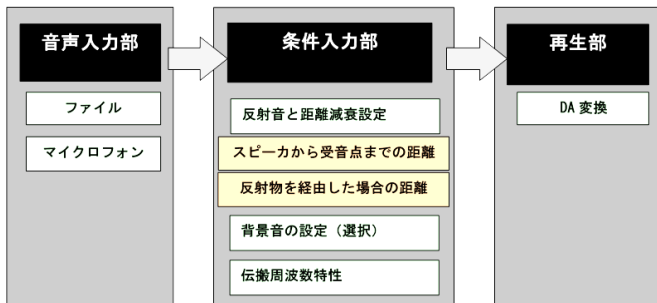 音声入力部
ファイル
マイクロフォン
条件入力部
反射音と距離減衰設定
スピーカから受音点までの距離
反射物を経由した場合の距離
背景音の設定（選択）
伝搬周波数特性
再生部
DA 変換